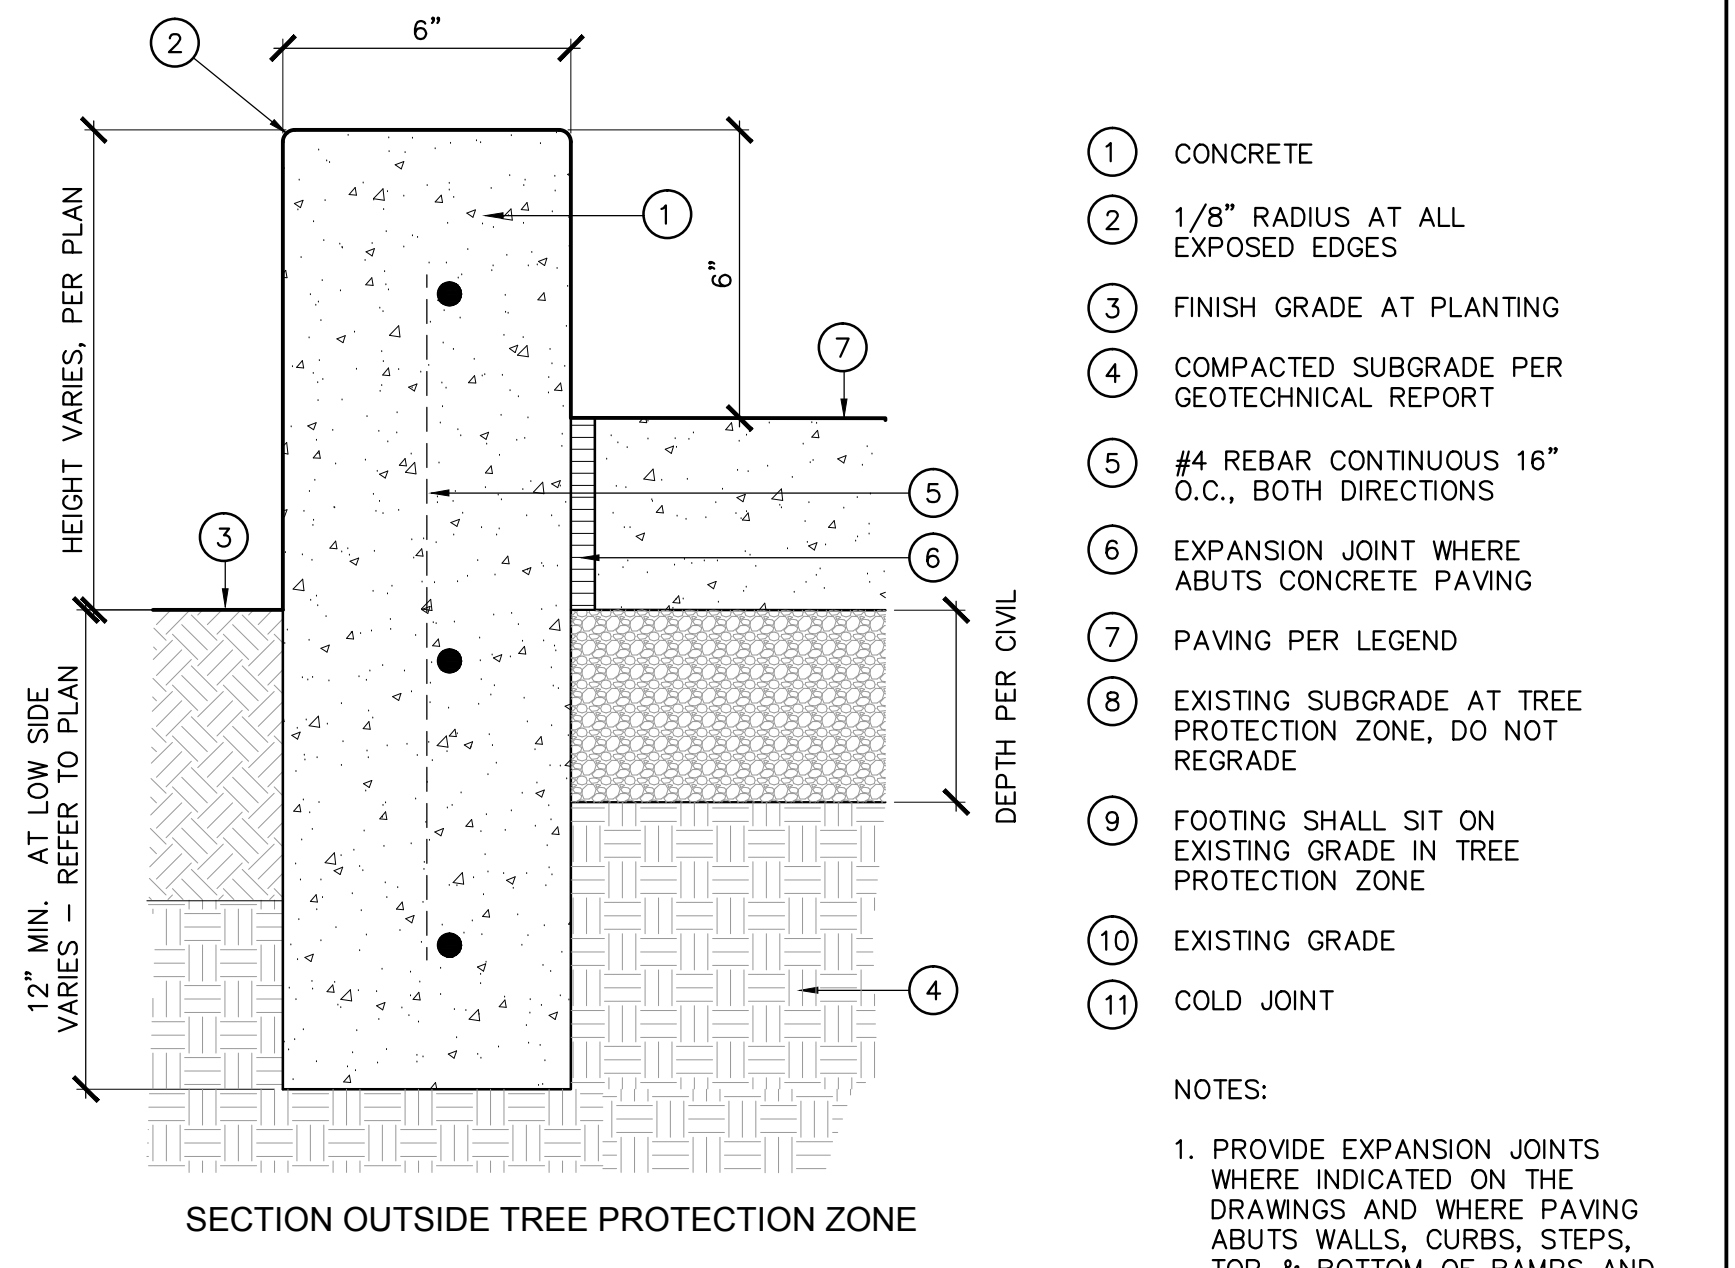 2
6"
HEIGHT VARIES, PER PLAN
1
6"
7
3
5
6
12" MIN. AT LOW SIDE
VARIES – REFER TO PLAN
DEPTH PER CIVIL
4
SECTION OUTSIDE TREE PROTECTION ZONE
1 CONCRETE
2 1/8" RADIUS AT ALL
EXPOSED EDGES
3 FINISH GRADE AT PLANTING
4 COMPACTED SUBGRADE PER
GEOTECHNICAL REPORT
5 #4 REBAR CONTINUOUS 16"
O.C., BOTH DIRECTIONS
6 EXPANSION JOINT WHERE
ABUTS CONCRETE PAVING
7 PAVING PER LEGEND
8 EXISTING SUBGRADE AT TREE
PROTECTION ZONE, DO NOT
REGRADE
9 FOOTING SHALL SIT ON
EXISTING GRADE IN TREE
PROTECTION ZONE
10 EXISTING GRADE
11 COLD JOINT
NOTES:
1. PROVIDE EXPANSION JOINTS
WHERE INDICATED ON THE
DRAWINGS AND WHERE PAVING
ABUTS WALLS, CURBS, STEPS,
TOP & BOTTOM OF RAMPS AND